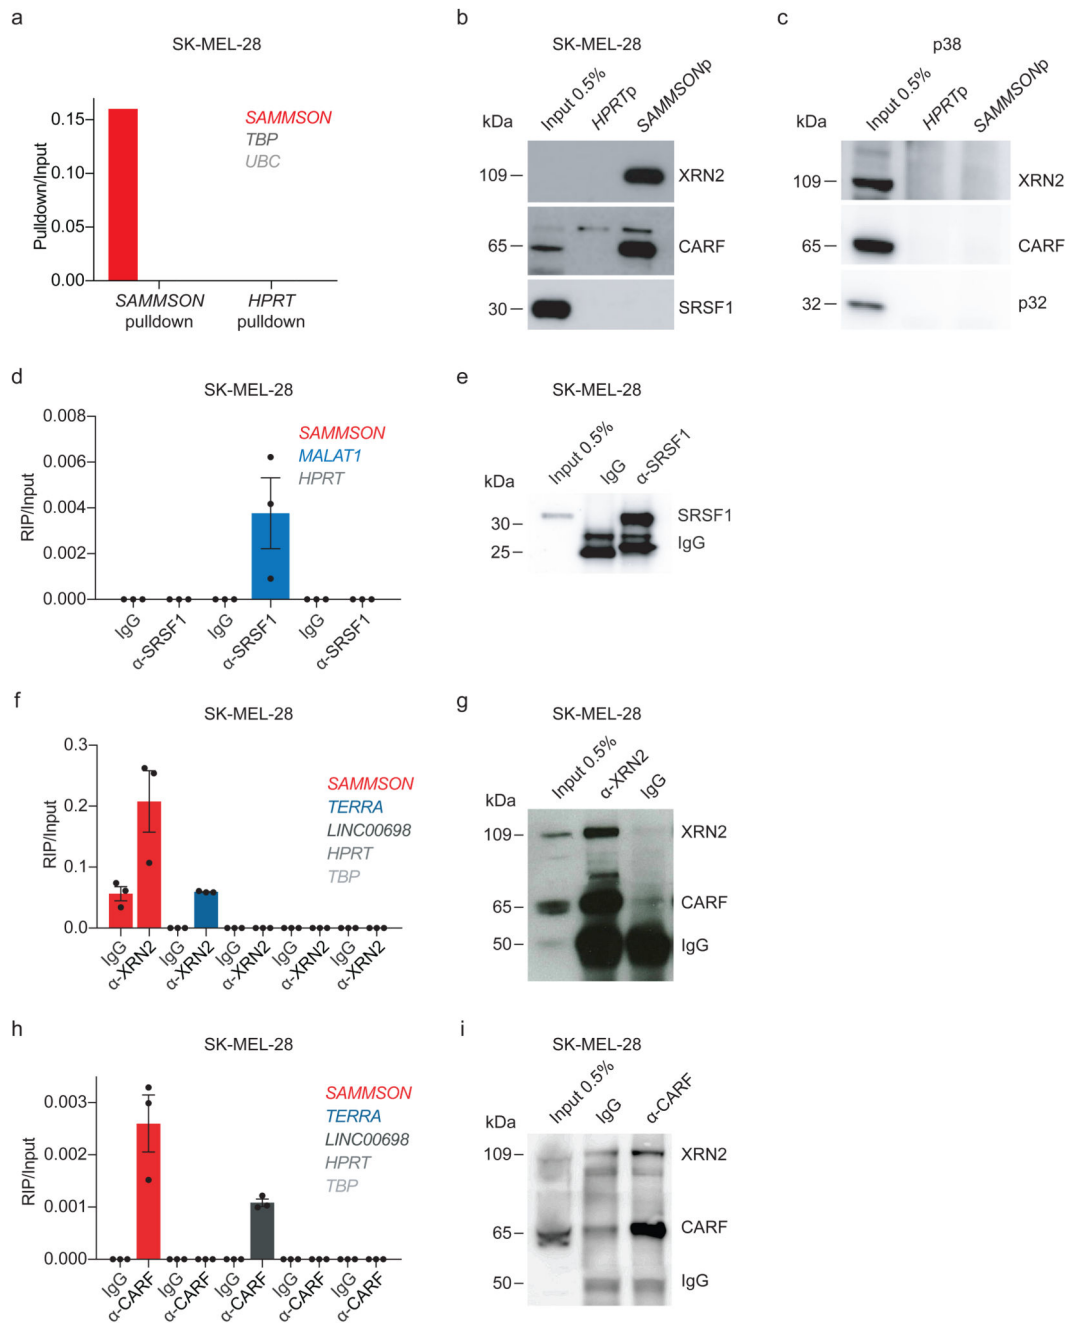 a
SK-MEL-28
Pulldown/Input
0.15
0.10
0.05
0.00
SAMMSON
TBP
UBC
SAMMSON pulldown
HPRT pulldown
b
SK-MEL-28
kDa
Input 0.5%
HPRTp
SAMMSONp
109
XRN2
65
CARF
30
SRSF1
c
p38
kDa
Input 0.5%
HPRTp
SAMMSONp
109
XRN2
65
CARF
32
p32
d
SK-MEL-28
RIP/Input
0.008
0.006
0.004
0.002
0.000
SAMMSON
MALAT1
HPRT
IgG
α-SRSF1
IgG
α-SRSF1
IgG
α-SRSF1
e
SK-MEL-28
kDa
Input 0.5%
IgG
α-SRSF1
30
SRSF1
25
IgG
f
SK-MEL-28
RIP/Input
0.3
0.2
0.1
0.0
SAMMSON
TERRA
LINC00698
HPRT
TBP
IgG
α-XRN2
IgG
α-XRN2
IgG
α-XRN2
IgG
α-XRN2
IgG
α-XRN2
g
SK-MEL-28
kDa
Input 0.5%
α-XRN2
IgG
109
XRN2
65
CARF
50
IgG
h
SK-MEL-28
RIP/Input
0.003
0.002
0.001
0.000
SAMMSON
TERRA
LINC00698
HPRT
TBP
IgG
α-CARF
IgG
α-CARF
IgG
α-CARF
IgG
α-CARF
IgG
α-CARF
i
SK-MEL-28
kDa
Input 0.5%
IgG
α-CARF
109
XRN2
65
CARF
50
IgG